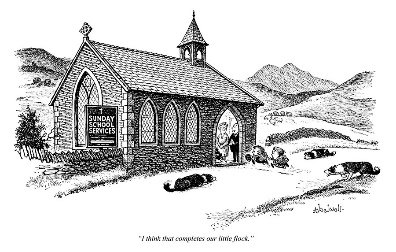 SUNDAY
SCHOOL
SERVICES
"I think that completes our little flock."